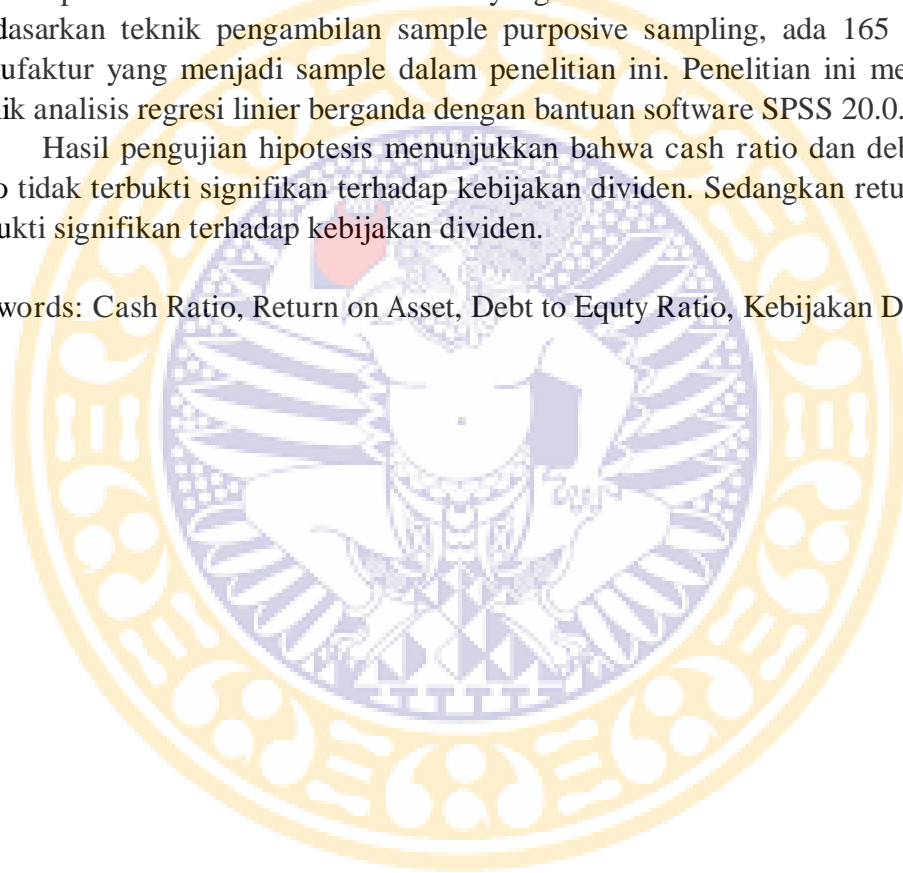 dasarkan teknik pengambilan sample purposive sampling, ada 165
ufaktur yang menjadi sample dalam penelitian ini. Penelitian ini me
nik analisis regresi linier berganda dengan bantuan software SPSS 20.0.
Hasil pengujian hipotesis menunjukkan bahwa cash ratio dan deb
o tidak terbukti signifikan terhadap kebijakan dividen. Sedangkan retu
ukti signifikan terhadap kebijakan dividen.
words: Cash Ratio, Return on Asset, Debt to Equty Ratio, Kebijakan D